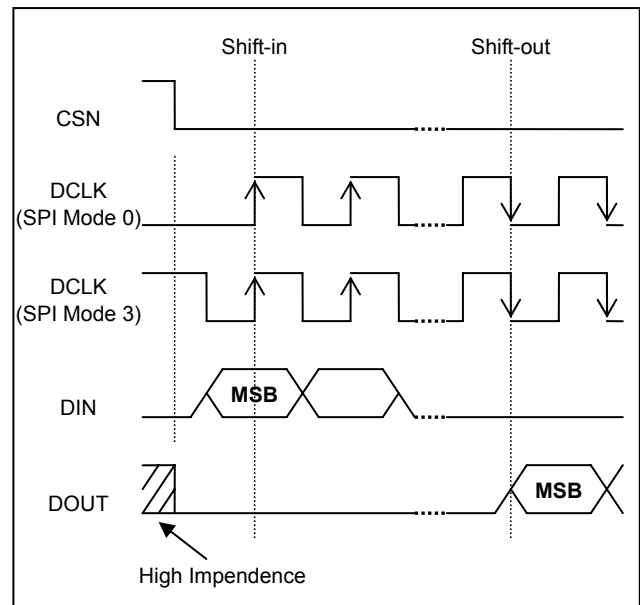 Shift-in
Shift-out
CSN
DCLK
(SPI Mode 0)
DCLK
(SPI Mode 3)
DIN
MSB
DOUT
MSB
High Impendence